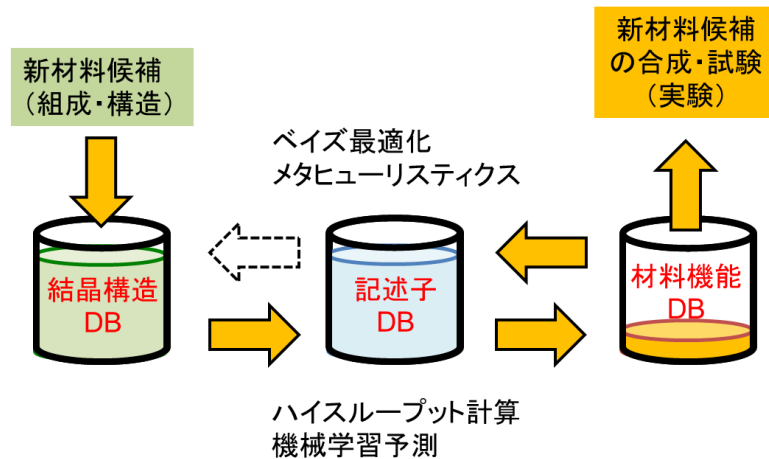 新材料候補
（組成・構造）
新材料候補
の合成・試験
（実験）
ベイズ最適化
メタヒューリスティクス
結晶構造
DB
記述子
DB
材料機能
DB
ハイスループット計算
機械学習予測